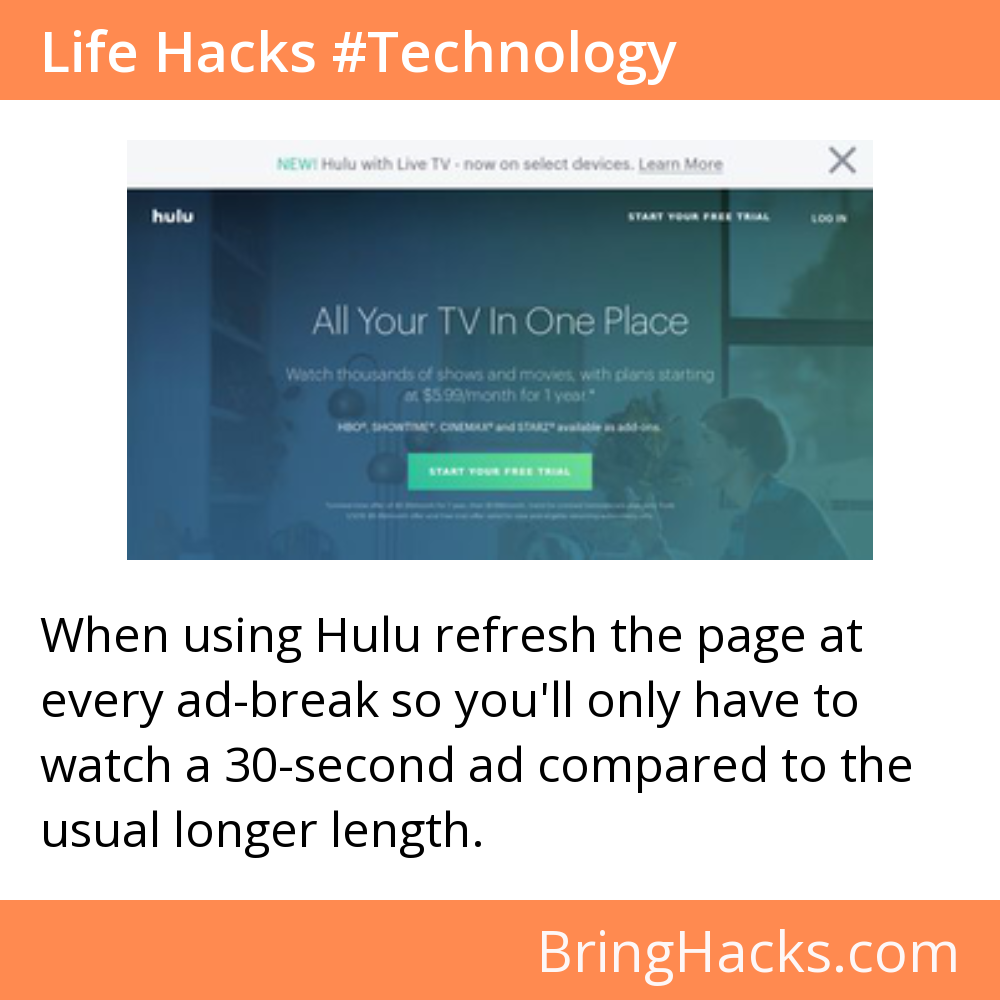 Life Hacks #Technology
NEW! Hulu with Live TV - now on select devices. Learn More
hulu
START YOUR FREE TRIAL
LOG IN
All Your TV In One Place
Watch thousands of shows and movies, with plans starting
at $5.99/month for 1 year.*
HBO®, SHOWTIME®, CINEMAX® and STARZ® available as add-ons.
START YOUR FREE TRIAL
When using Hulu refresh the page at
every ad-break so you'll only have to
watch a 30-second ad compared to the
usual longer length.
BringHacks.com